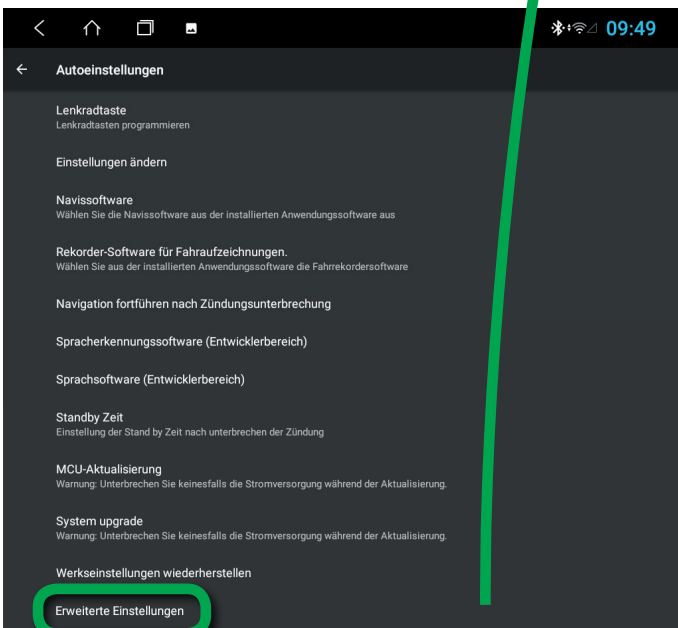 09:49
Autoeinstellungen
Lenkradtaste
Lenkradtasten programmieren
Einstellungen ändern
Navissoftware
Wählen Sie die Navissoftware aus der installierten Anwendungssoftware aus
Rekorder-Software für Fahraufzeichnungen.
Wählen Sie aus der installierten Anwendungssoftware die Fahrrekordersoftware
Navigation fortführen nach Zündungsunterbrechung
Spracherkennungssoftware (Entwicklerbereich)
Sprachsoftware (Entwicklerbereich)
Standby Zeit
Einstellung der Stand by Zeit nach unterbrechen der Zündung
MCU-Aktualisierung
Warnung: Unterbrechen Sie keinesfalls die Stromversorgung während der Aktualisierung.
System upgrade
Warnung: Unterbrechen Sie keinesfalls die Stromversorgung während der Aktualisierung.
Werkseinstellungen wiederherstellen
Erweiterte Einstellungen